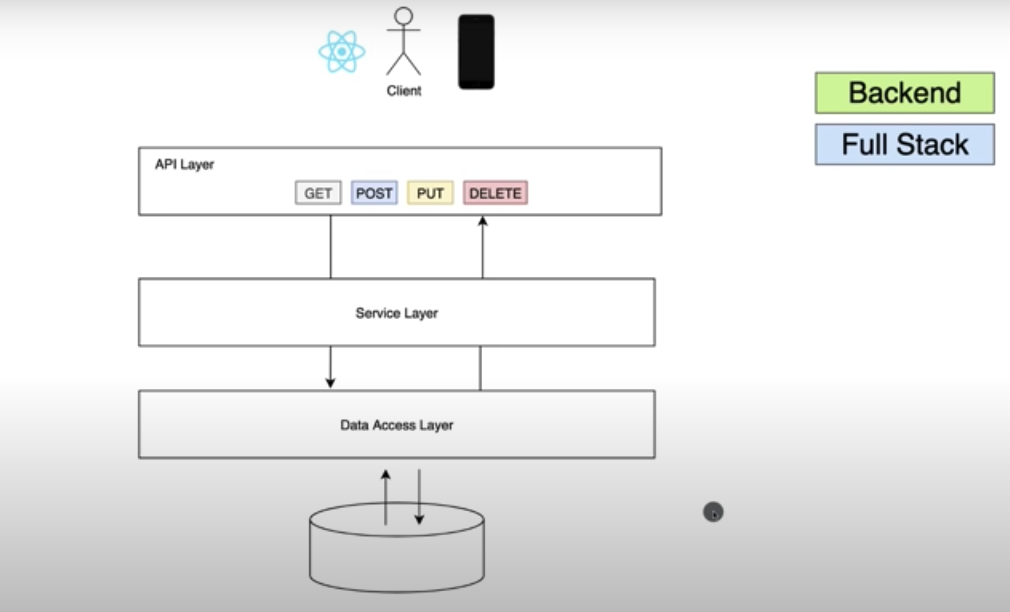 Client
Backend
Full Stack
API Layer
GET POST PUT DELETE
Service Layer
Data Access Layer